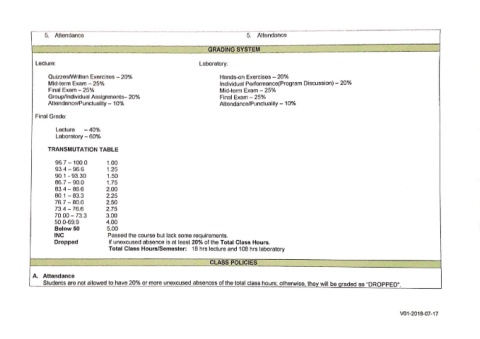 5. Attendance 5. Attendance
GRADING SYSTEM
Lecture: Laboratory:
Quizzes/Written Exercises – 20% Hands-on Exercises – 20%
Mid-term Exam – 25% Individual Performance(Program Discussion) – 20%
Final Exam – 25% Mid-term Exam – 25%
Group/Individual Assignments– 20% Final Exam – 25%
Attendance/Punctuality – 10% Attendance/Punctuality – 10%
Final Grade:
Lecture – 40%
Laboratory – 60%
TRANSMUTATION TABLE
96.7 – 100.0 1.00
93.4 – 96.6 1.25
90.1 - 93.30 1.50
86.7 – 90.0 1.75
83.4 – 86.6 2.00
80.1 – 83.3 2.25
76.7 – 80.0 2.50
73.4 – 76.6 2.75
70.00 – 73.3 3.00
50.0-69.9 4.00
Below 50 5.00
INC Passed the course but lack some requirements.
Dropped If unexcused absence is at least 20% of the Total Class Hours.
Total Class Hours/Semester: 18 hrs lecture and 108 hrs laboratory
CLASS POLICIES
A. Attendance
Students are not allowed to have 20% or more unexcused absences of the total class hours; otherwise, they will be graded as "DROPPED".
V01-2018-07-17